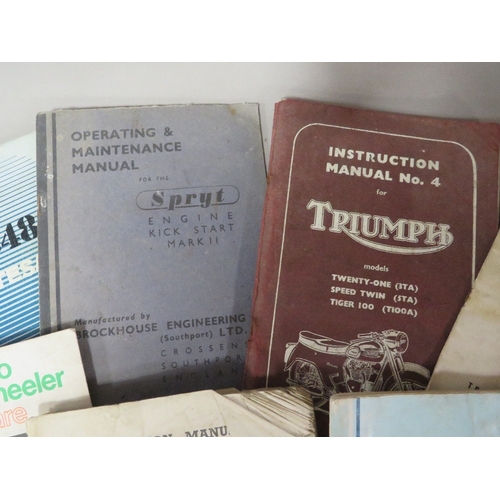 OPERATING &
MAINTENANCE
MANUAL
FOR THE
Spryt
ENGINE
KICK START
MARK II
Manufactured by
BROCKHOUSE ENGINEERING
(Southport) LTD.
CROSSENS
SOUTHPORT
ENGLAND
INSTRUCTION
MANUAL No. 4
for
TRIUMPH
models
TWENTY-ONE (3TA)
SPEED TWIN (5TA)
TIGER 100 (T100A)
48
ON MANU.